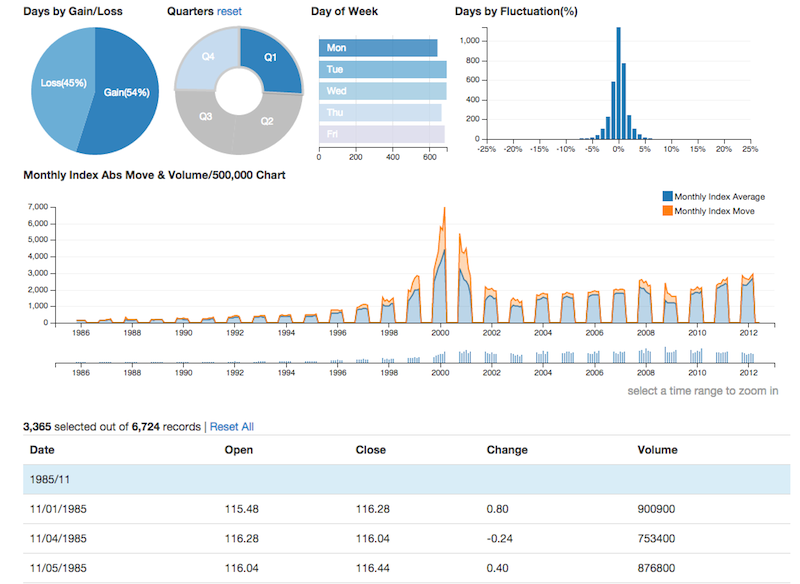 Days by Gain/Loss
Loss(45%)
Gain(54%)
Quarters reset
Q4
Q1
Q3
Q2
Day of Week
Mon
Tue
Wed
Thu
Fri
0 200 400 600
Days by Fluctuation(%)
1,000
800
600
400
200
0
-25% -20% -15% -10% -5% 0% 5% 10% 15% 20% 25%
Monthly Index Abs Move & Volume/500,000 Chart
Monthly Index Average
Monthly Index Move
7,000
6,000
5,000
4,000
3,000
2,000
1,000
0
1986 1988 1990 1992 1994 1996 1998 2000 2002 2004 2006 2008 2010 2012
1986 1988 1990 1992 1994 1996 1998 2000 2002 2004 2006 2008 2010 2012
select a time range to zoom in
3,365 selected out of 6,724 records | Reset All
Date Open Close Change Volume
1985/11
11/01/1985 115.48 116.28 0.80 900900
11/04/1985 116.28 116.04 -0.24 753400
11/05/1985 116.04 116.44 0.40 876800